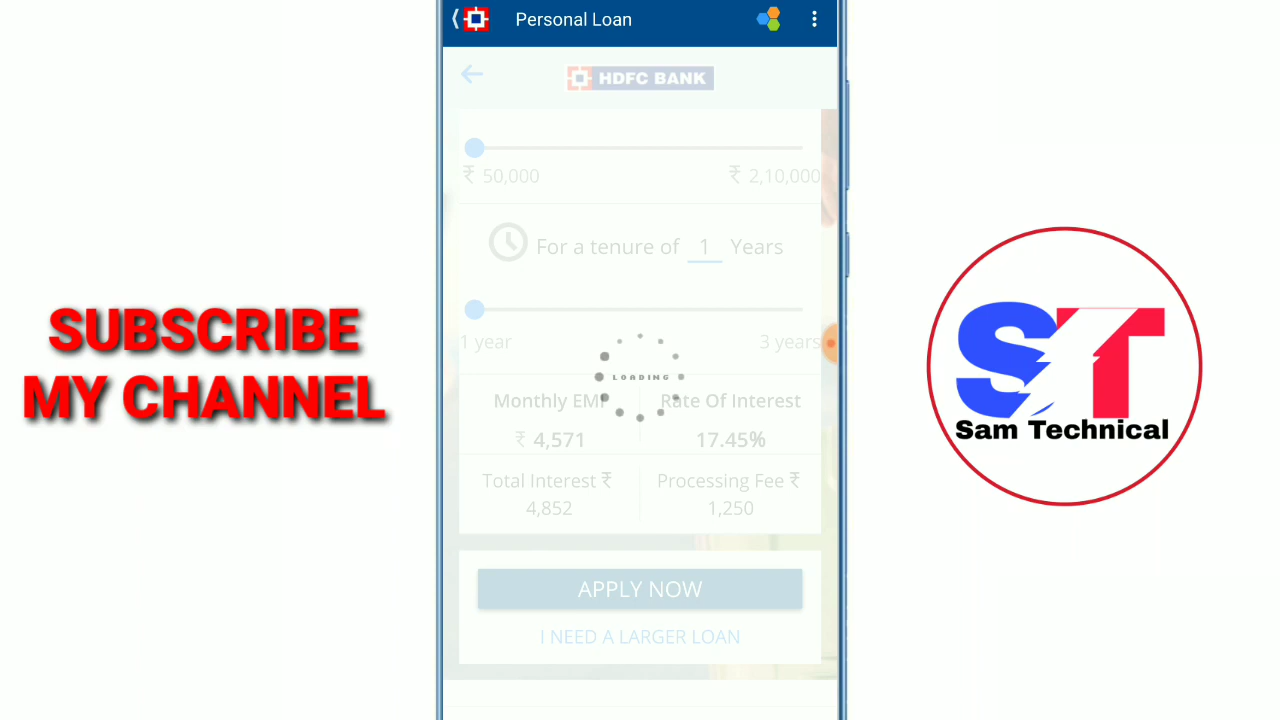 Personal Loan
HDFC BANK
₹ 50,000 ₹ 2,10,000
For a tenure of 1 Years
1 year 3 years
LOADING
Monthly EMI Rate Of Interest
₹ 4,571 17.45%
Total Interest ₹ Processing Fee ₹
4,852 1,250
APPLY NOW
I NEED A LARGER LOAN
SUBSCRIBE
MY CHANNEL
ST
Sam Technical